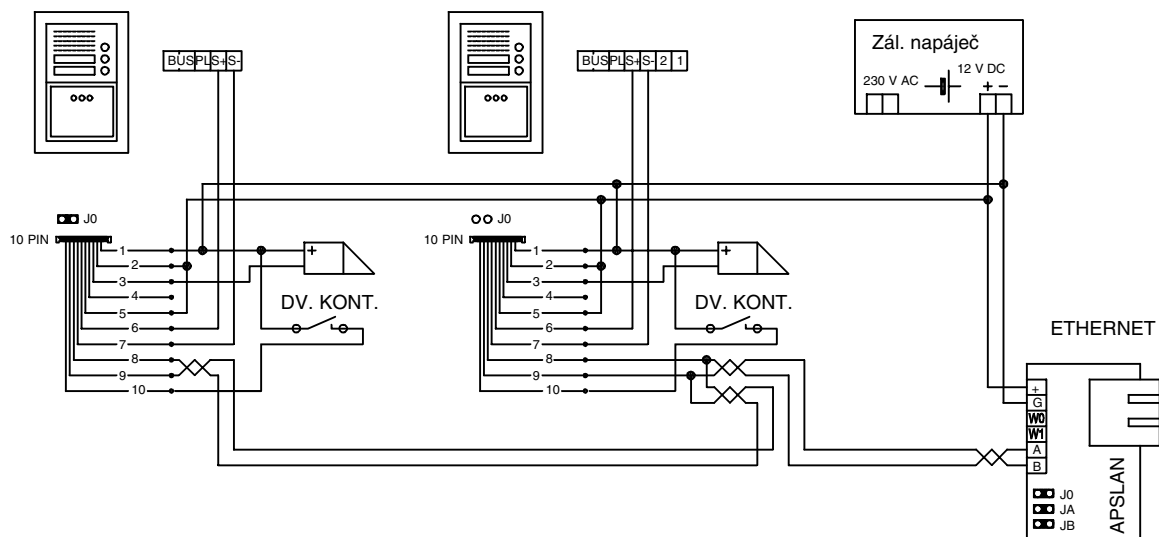 BUS PL S+ S-
BUS PL S+ S- 2 1
Zál. napáječ
230 V AC
12 V DC
+ −
J0
10 PIN
1
2
3
4
5
6
7
8
9
10
+
DV. KONT.
J0
10 PIN
1
2
3
4
5
6
7
8
9
10
+
DV. KONT.
ETHERNET
+
G
W0
W1
A
B
J0
JA
JB
APSLAN